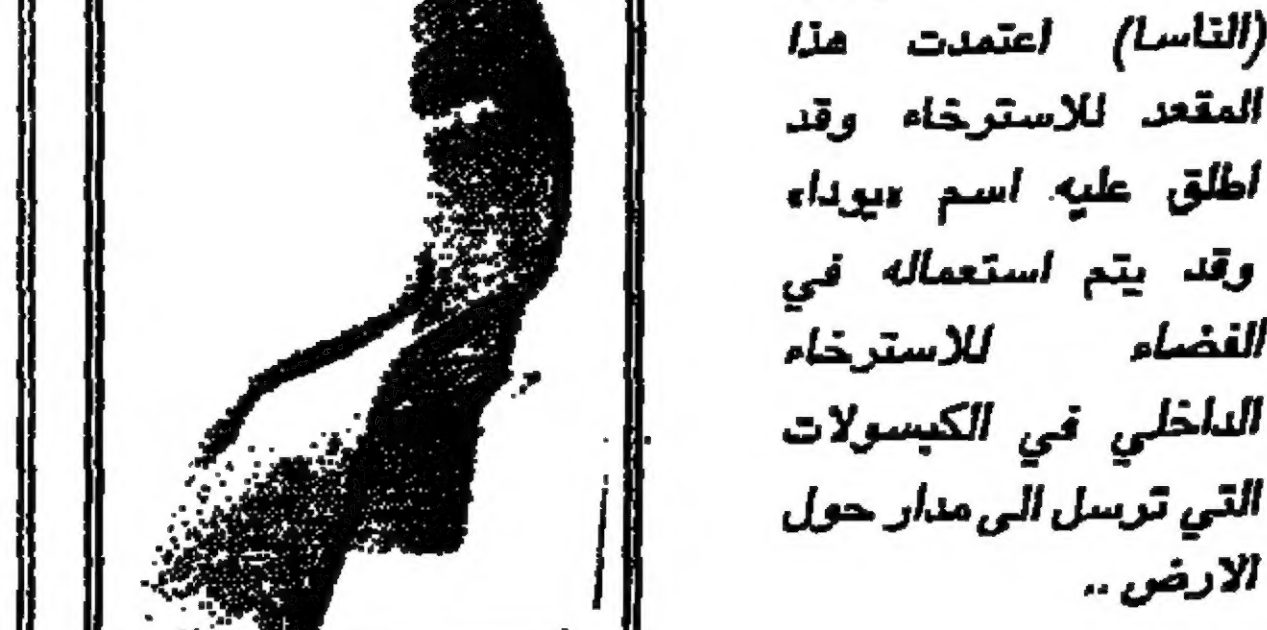 (الناسا) اعتمدت هذا
المقعد للاسترخاء وقد
اطلق عليه اسم «يودا»
وقد يتم استعماله في
الفضاء للاسترخاء
الداخلي في الكبسولات
التي ترسل الى مدار حول
الارض ..